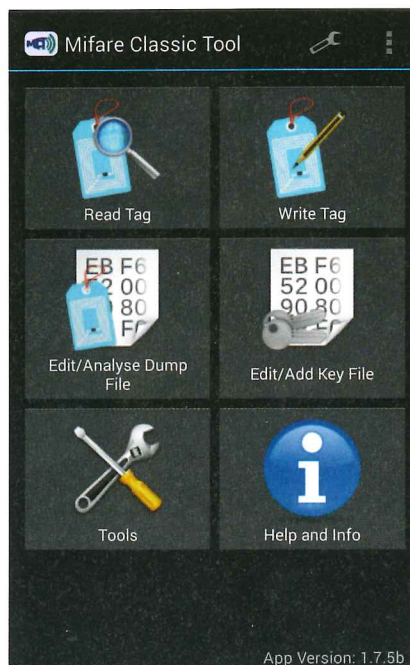 MCT
Mifare Classic Tool
Read Tag
Write Tag
EB F6
52 00
80
EB F6
52 00
90 80
Edit/Analyse Dump
File
Edit/Add Key File
Tools
Help and Info
App Version: 1.7.5b